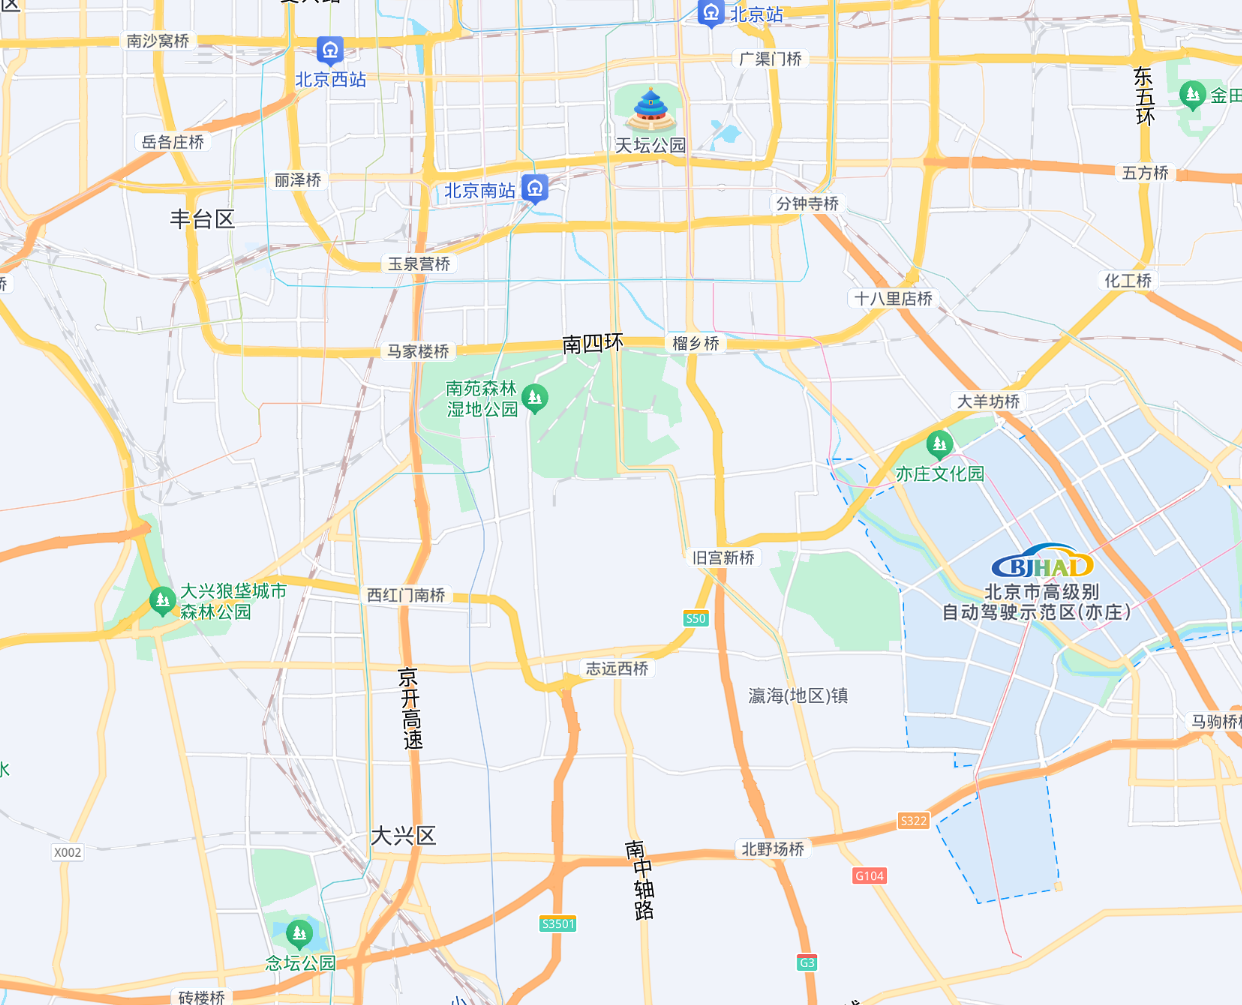 北京站
南沙窝桥
北京西站
广渠门桥
东五环
金田
天坛公园
岳各庄桥
五方桥
丽泽桥
北京南站
分钟寺桥
丰台区
玉泉营桥
化工桥
桥
十八里店桥
南四环
榴乡桥
马家楼桥
南苑森林
湿地公园
大羊坊桥
亦庄文化园
旧宫新桥
BJHAD
北京市高级别
自动驾驶示范区(亦庄)
大兴狼垡城市
森林公园
西红门南桥
S50
志远西桥
京开高速
瀛海(地区)镇
马驹桥桥
水
S322
大兴区
X002
南中轴路
北野场桥
G104
S3501
G3
念坛公园
砖楼桥